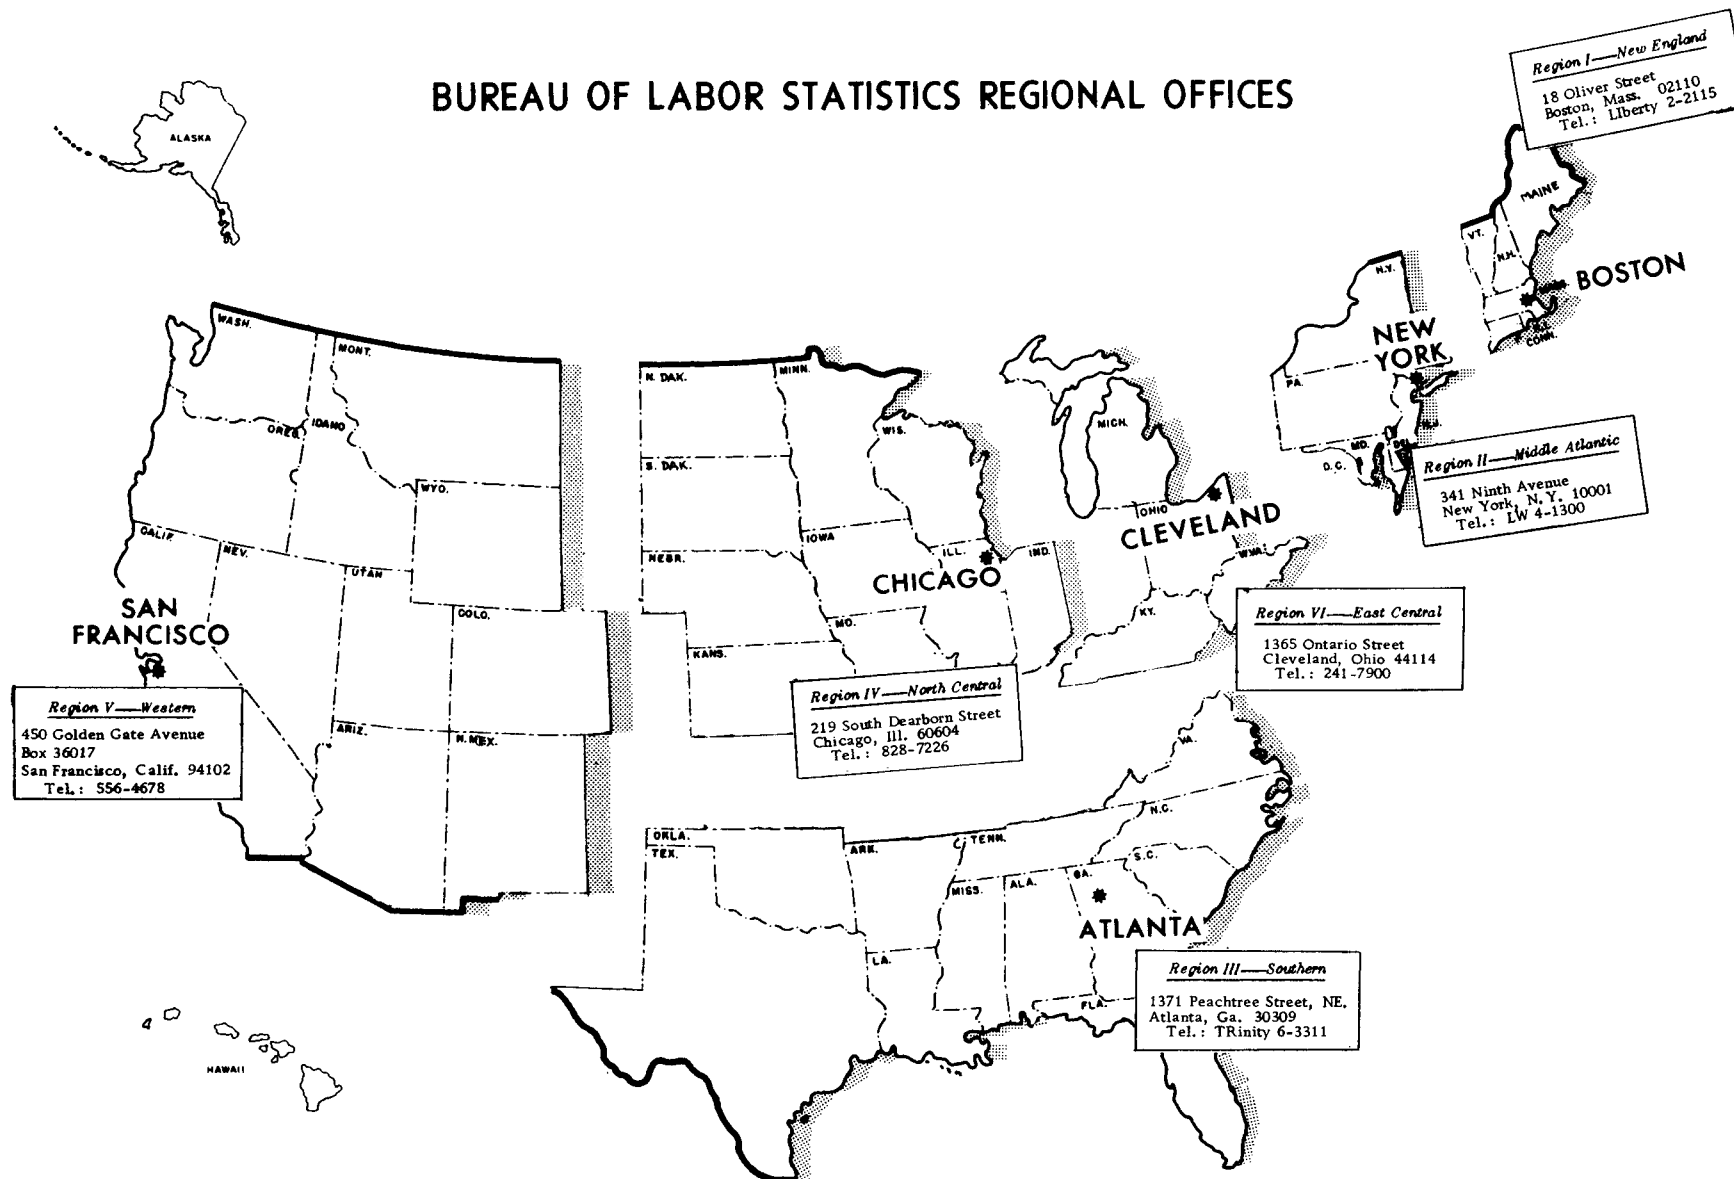 BUREAU OF LABOR STATISTICS REGIONAL OFFICES
Region I—New England
18 Oliver Street
Boston, Mass. 02110
Tel.: LIberty 2-2115
ALASKA
MAINE
VT.
N.H.
BOSTON
R.I.
CONN.
N.Y.
NEW
YORK
PA.
N.J.
MD.
DEL.
D.C.
Region II—Middle Atlantic
341 Ninth Avenue
New York, N.Y. 10001
Tel.: LW 4-1300
WASH.
MONT.
OREG.
IDAHO
WYO.
CALIF.
NEV.
UTAH
COLO.
SAN
FRANCISCO
ARIZ.
N.MEX.
Region V—Western
450 Golden Gate Avenue
Box 36017
San Francisco, Calif. 94102
Tel.: 556-4678
N. DAK.
MINN.
WIS.
S. DAK.
IOWA
NEBR.
ILL.
IND.
CHICAGO
MO.
KANS.
Region IV—North Central
219 South Dearborn Street
Chicago, Ill. 60604
Tel.: 828-7226
MICH.
OHIO
CLEVELAND
W.VA.
KY.
Region VI—East Central
1365 Ontario Street
Cleveland, Ohio 44114
Tel.: 241-7900
VA.
N.C.
OKLA.
TEX.
ARK.
TENN.
S.C.
MISS.
ALA.
GA.
ATLANTA
LA.
FLA.
Region III—Southern
1371 Peachtree Street, NE.
Atlanta, Ga. 30309
Tel.: TRinity 6-3311
HAWAII